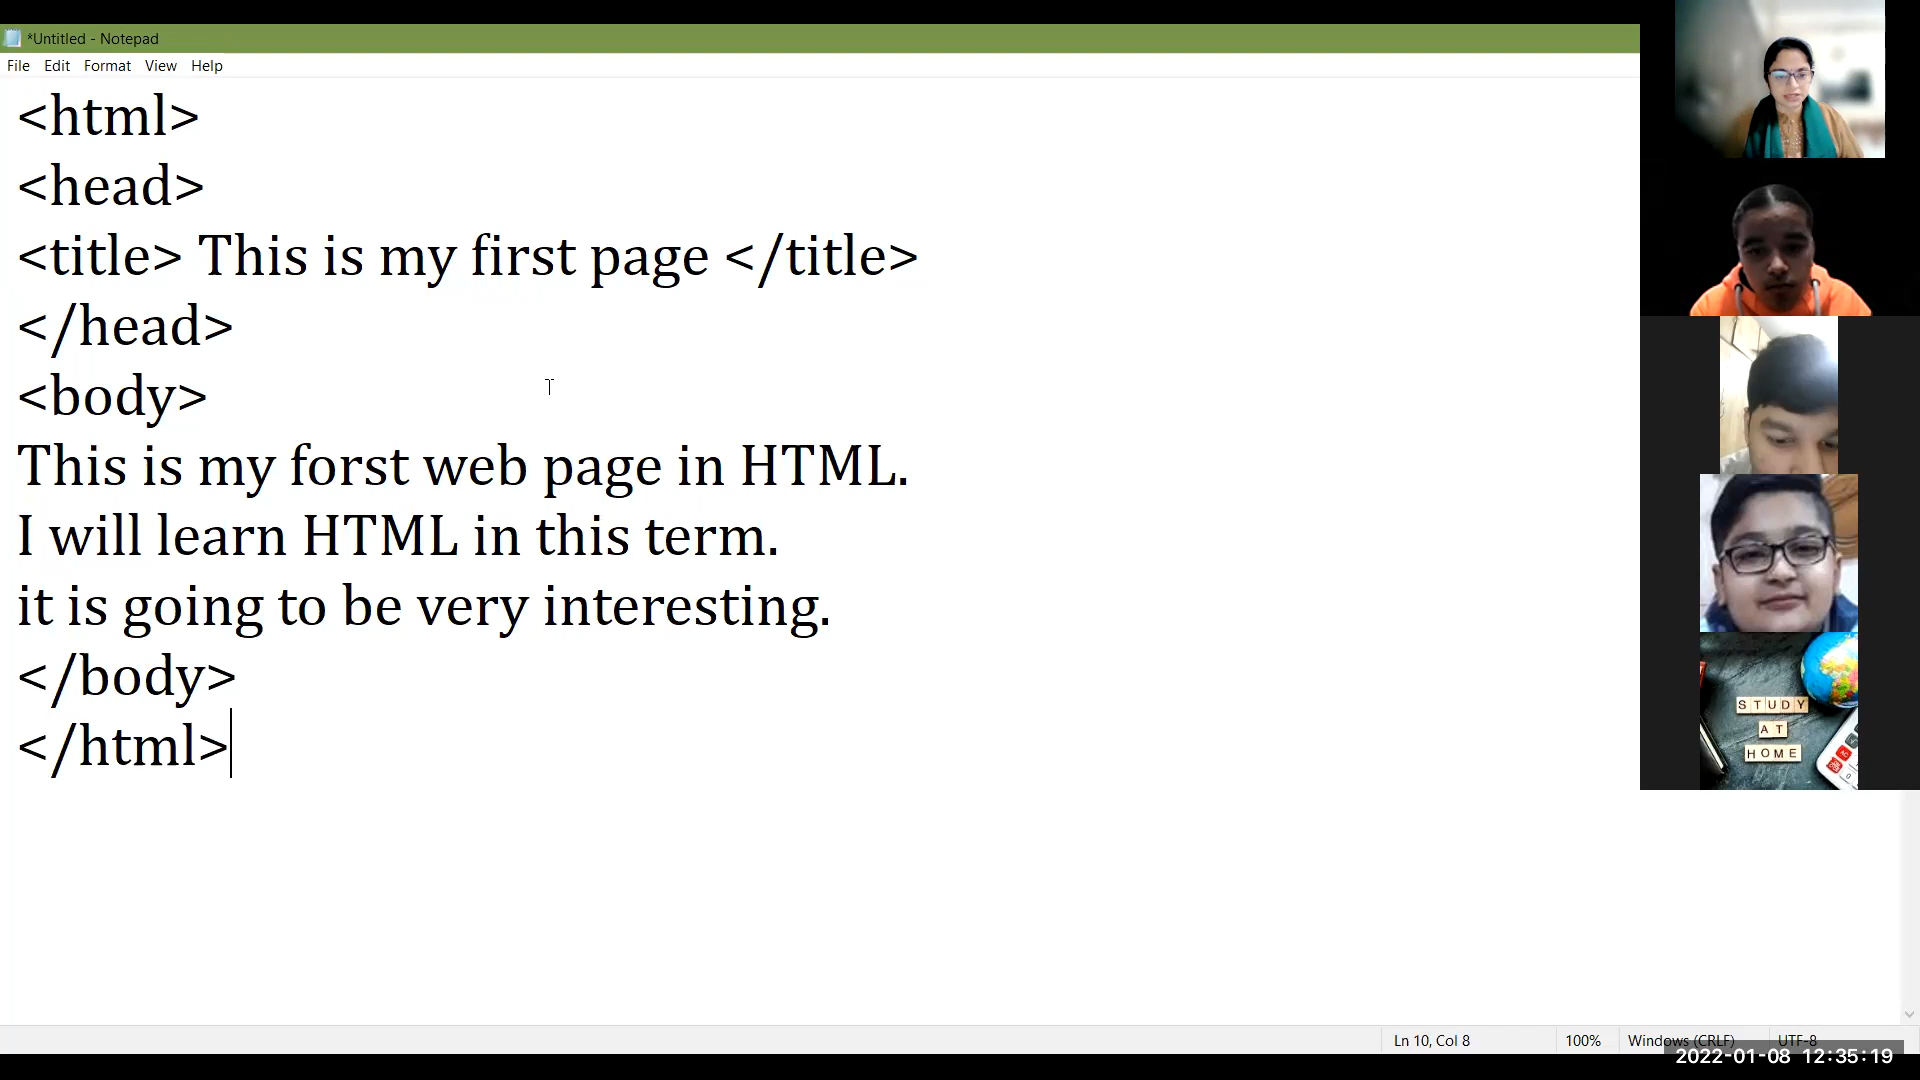 *Untitled - Notepad
File Edit Format View Help
<html>
<head>
<title> This is my first page </title>
</head>
<body>
This is my forst web page in HTML.
I will learn HTML in this term.
it is going to be very interesting.
</body>
</html>
STUDY
AT
HOME
Ln 10, Col 8 100% Windows (CRLF) UTF-8
2022-01-08 12:35:19